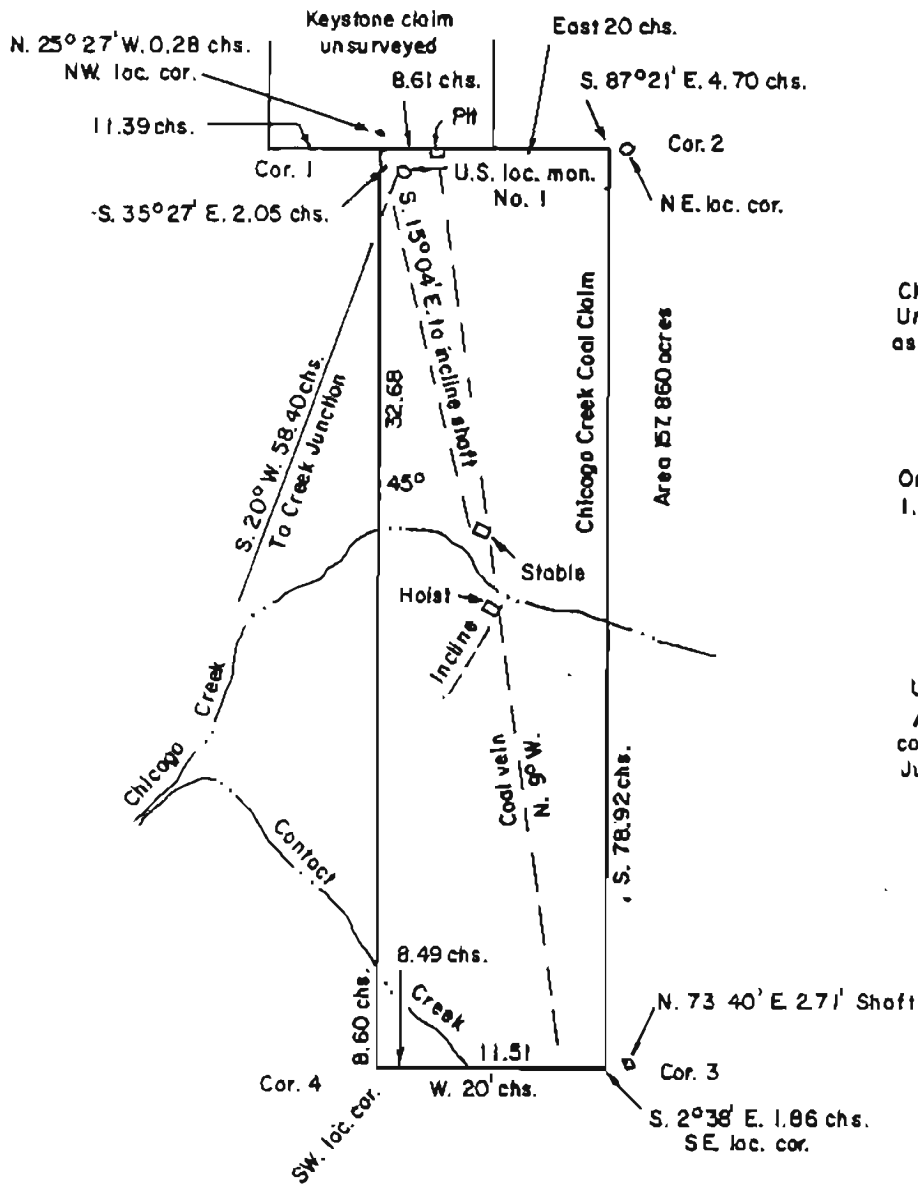 Keystone claim
unsurveyed
N. 25° 27' W. 0.28 chs.
NW. loc. cor.
East 20 chs.
8.61 chs.
S. 87° 21' E. 4.70 chs.
11.39 chs.
Pit
Cor. 1
Cor. 2
U.S. loc. mon.
No. 1
NE. loc. cor.
S. 35° 27' E. 2.05 chs.
S. 15° 04' E. to incline shaft
S. 20° W. 58.40 chs.
To Creek Junction
32.68
45°
Chicago Creek Coal Claim
Area 157.860 acres
Stable
Hoist
Incline
Chicago Creek
Coal vein
N. 9° W.
S. 78.92 chs.
Contact Creek
8.49 chs.
8.60 chs.
11.51
W. 20' chs.
Cor. 4
SW. loc. cor.
N. 73 40' E. 2.71' Shaft
Cor. 3
S. 2° 38' E. 1.86 chs.
SE. loc. cor.
as
1.
co